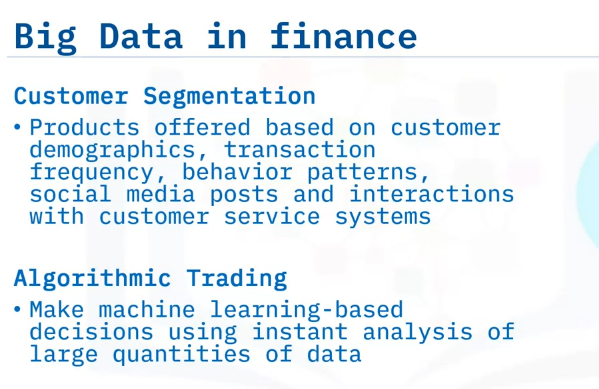 Big Data in finance
Customer Segmentation
• Products offered based on customer
demographics, transaction
frequency, behavior patterns,
social media posts and interactions
with customer service systems
Algorithmic Trading
• Make machine learning-based
decisions using instant analysis of
large quantities of data